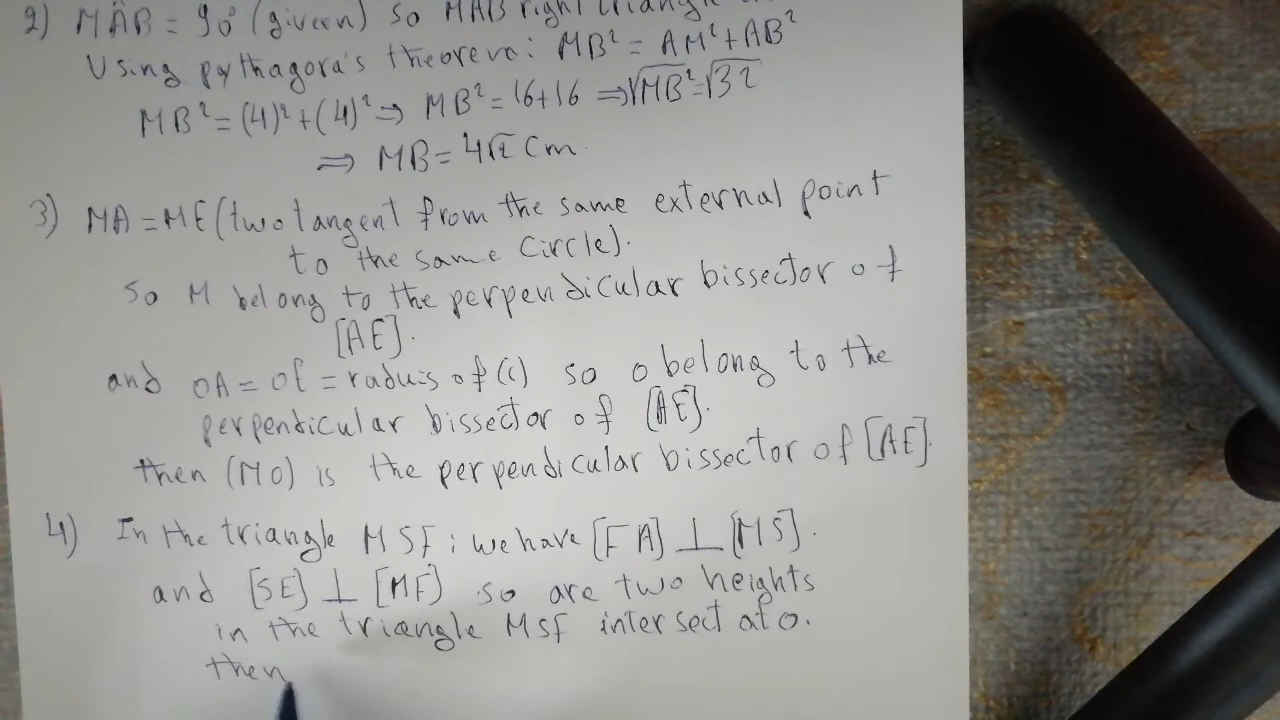 2) MÂB = 90° (giveen) so MAB right triangle
Using pythagora's theorem: MB² = AM² + AB²
MB² = (4)² + (4)² ⇒ MB² = 16+16 ⇒ √MB² = √32
⇒ MB = 4√2 Cm.
3) MA = ME (two tangent from the same external point
to the same Circle).
so M belong to the perpendicular bissector of
[AE].
and OA = OE = radius of (C) so O belong to the
perpendicular bissector of [AE].
then (MO) is the perpendicular bissector of [AE].
4) In the triangle MSF; we have [FA] ⊥ [MS].
and [SE] ⊥ [MF] so are two heights
in the triangle MSF intersect at O.
then